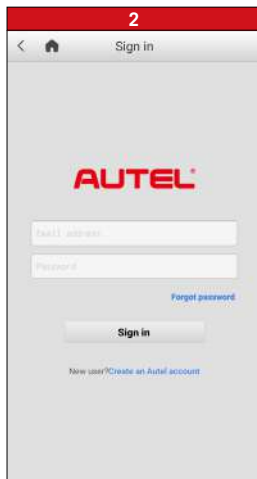 2
Sign in
AUTEL
Email address
Password
Forgot password
Sign in
New user?Create an Autel account